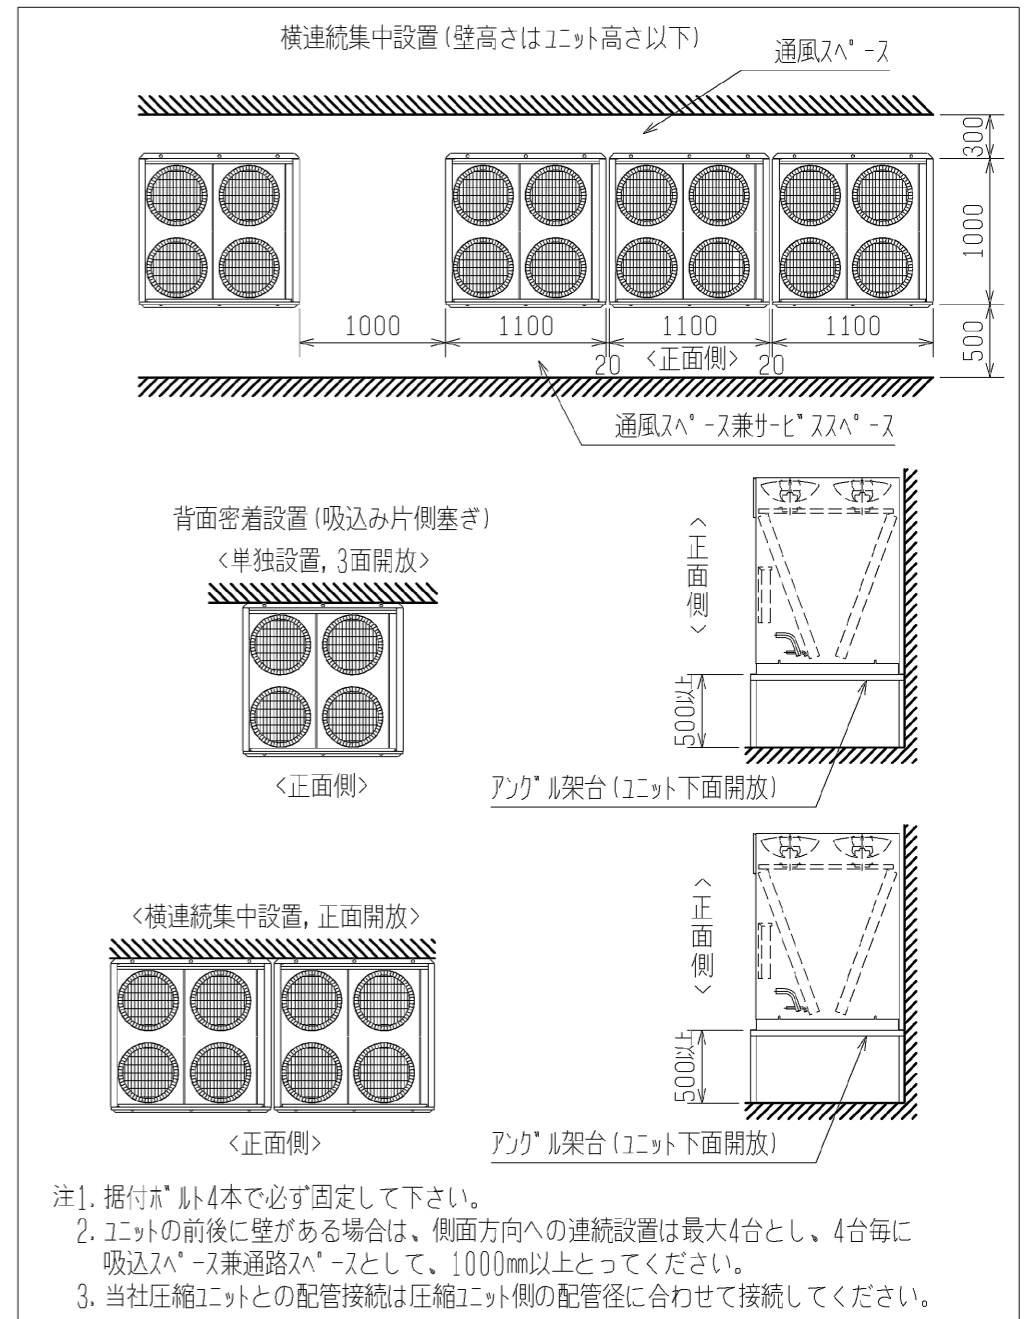 横連続集中設置(壁高さはユニット高さ以下)
通風スペース
300
1000
1000
1100
1100
1100
500
20
<正面側>
20
通風スペース兼サービススペース
背面密着設置(吸込み片側塞ぎ)
<単独設置, 3面開放>
<正面側>
<正面側>
500以上
アングル架台(ユニット下面開放)
<横連続集中設置, 正面開放>
<正面側>
<正面側>
500以上
アングル架台(ユニット下面開放)
注1. 据付ボルト4本で必ず固定して下さい。
2. ユニットの前後に壁がある場合は、側面方向への連続設置は最大4台とし、4台毎に
吸込スペース兼通路スペースとして、1000mm以上とってください。
3. 当社圧縮ユニットとの配管接続は圧縮ユニット側の配管径に合わせて接続してください。